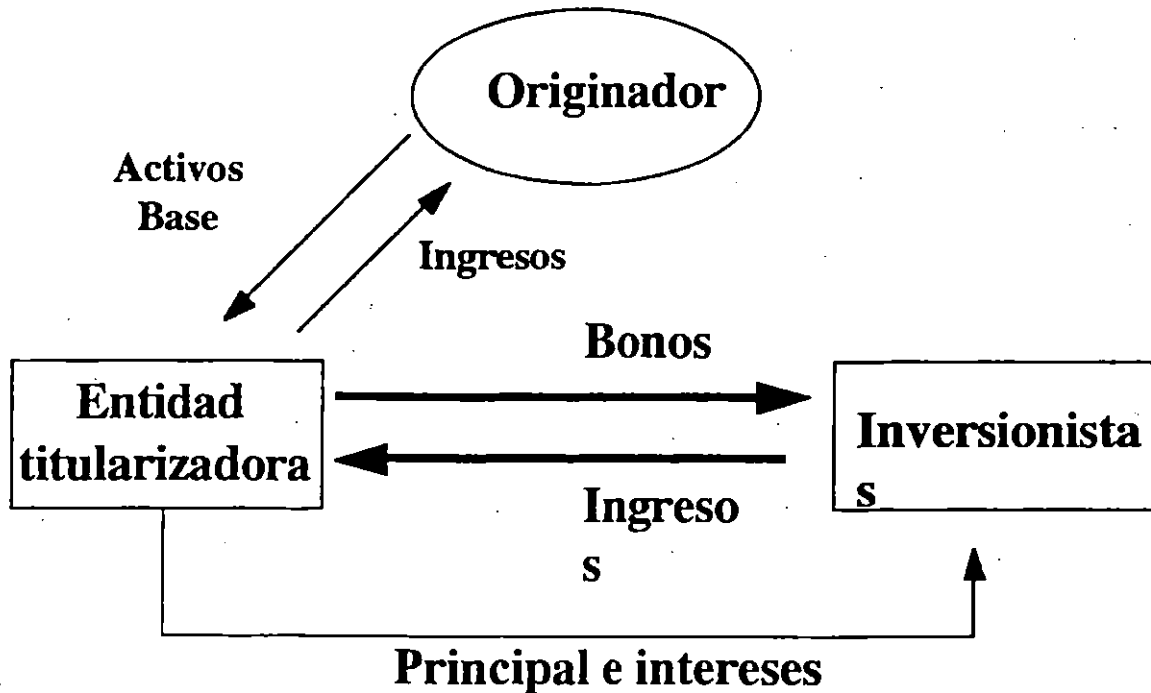 Originador
Activos
Base
Ingresos
Bonos
Entidad
titularizadora
Inversionista
s
Ingreso
s
Principal e intereses